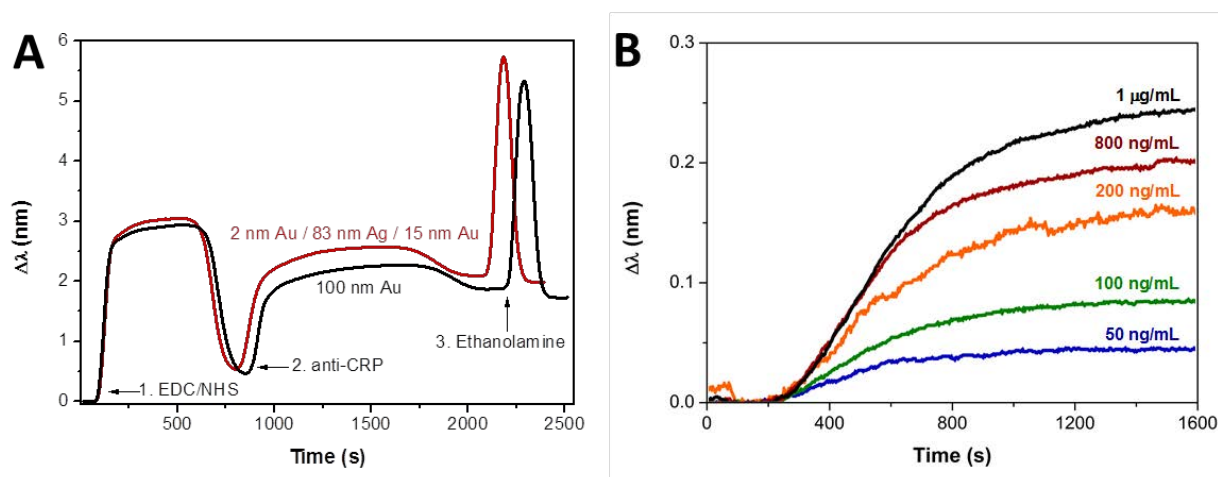 A
6
5
4
3
2
1
0
Δλ (nm)
2 nm Au / 83 nm Ag / 15 nm Au
100 nm Au
3. Ethanolamine
2. anti-CRP
1. EDC/NHS
500 1000 1500 2000 2500
Time (s)
B
0.3
0.2
0.1
0.0
Δλ (nm)
1 µg/mL
800 ng/mL
200 ng/mL
100 ng/mL
50 ng/mL
0 400 800 1200 1600
Time (s)